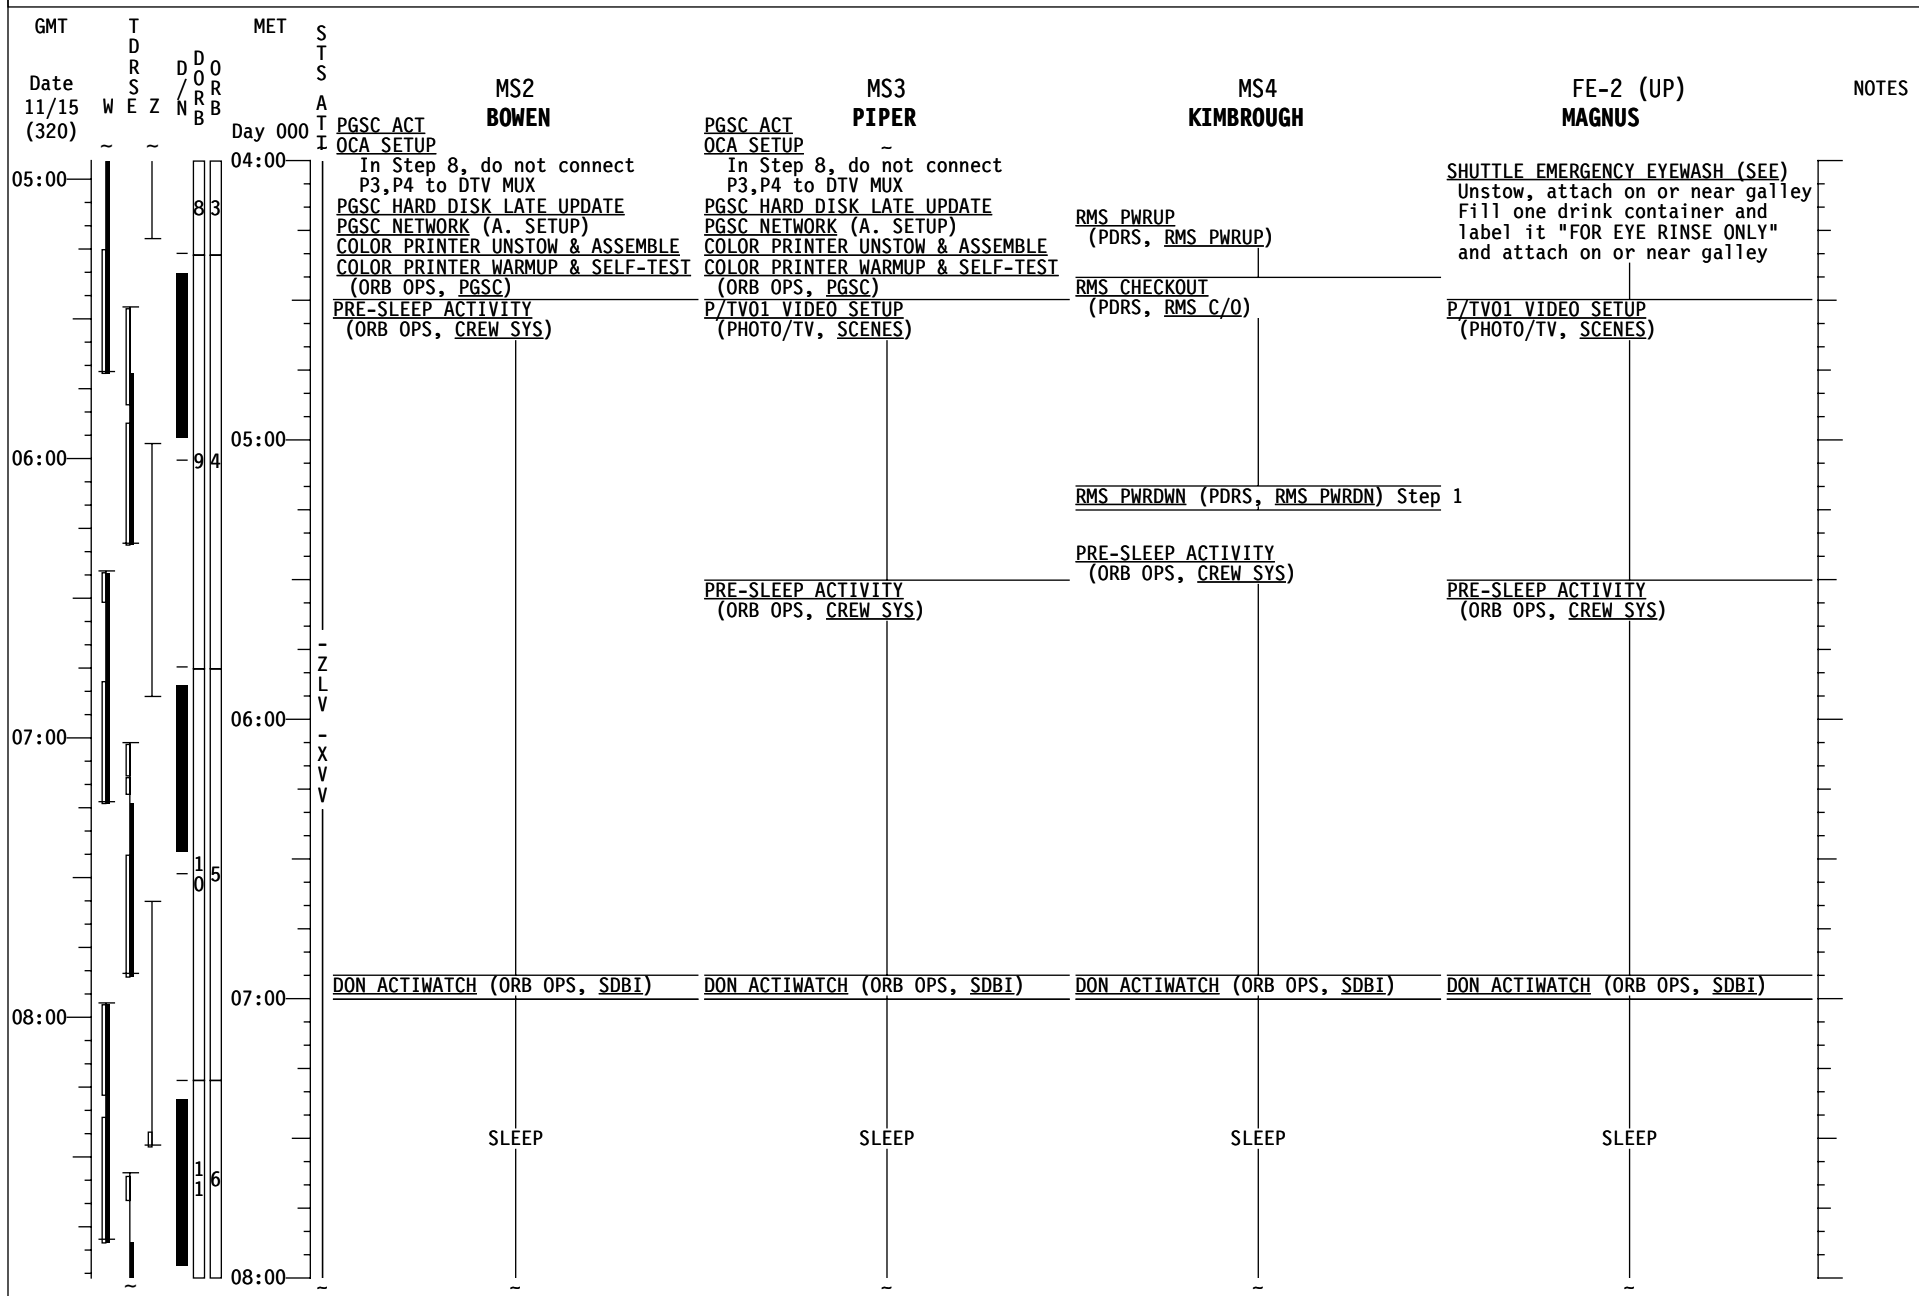 GMT
TDRS
MET
STS ATT
Date
11/15
(320)
W E Z
D/N
DORB
ORB
Day 000
MS2
BOWEN
MS3
PIPER
MS4
KIMBROUGH
FE-2 (UP)
MAGNUS
NOTES
~ ~
05:00
06:00
07:00
08:00
~
8 3
9 4
10 5
11 6
04:00
05:00
06:00
07:00
08:00
-ZLV -XVV
~
PGSC ACT
OCA SETUP
In Step 8, do not connect
P3,P4 to DTV MUX
PGSC HARD DISK LATE UPDATE
PGSC NETWORK (A. SETUP)
COLOR PRINTER UNSTOW & ASSEMBLE
COLOR PRINTER WARMUP & SELF-TEST
(ORB OPS, PGSC)
PRE-SLEEP ACTIVITY
(ORB OPS, CREW SYS)
DON ACTIWATCH (ORB OPS, SDBI)
SLEEP
~
PGSC ACT
OCA SETUP ~
In Step 8, do not connect
P3,P4 to DTV MUX
PGSC HARD DISK LATE UPDATE
PGSC NETWORK (A. SETUP)
COLOR PRINTER UNSTOW & ASSEMBLE
COLOR PRINTER WARMUP & SELF-TEST
(ORB OPS, PGSC)
P/TV01 VIDEO SETUP
(PHOTO/TV, SCENES)
PRE-SLEEP ACTIVITY
(ORB OPS, CREW SYS)
DON ACTIWATCH (ORB OPS, SDBI)
SLEEP
~
RMS PWRUP
(PDRS, RMS PWRUP)
RMS CHECKOUT
(PDRS, RMS C/O)
RMS PWRDWN (PDRS, RMS PWRDN) Step 1
PRE-SLEEP ACTIVITY
(ORB OPS, CREW SYS)
DON ACTIWATCH (ORB OPS, SDBI)
SLEEP
~
SHUTTLE EMERGENCY EYEWASH (SEE)
Unstow, attach on or near galley
Fill one drink container and
label it "FOR EYE RINSE ONLY"
and attach on or near galley
P/TV01 VIDEO SETUP
(PHOTO/TV, SCENES)
PRE-SLEEP ACTIVITY
(ORB OPS, CREW SYS)
DON ACTIWATCH (ORB OPS, SDBI)
SLEEP
~